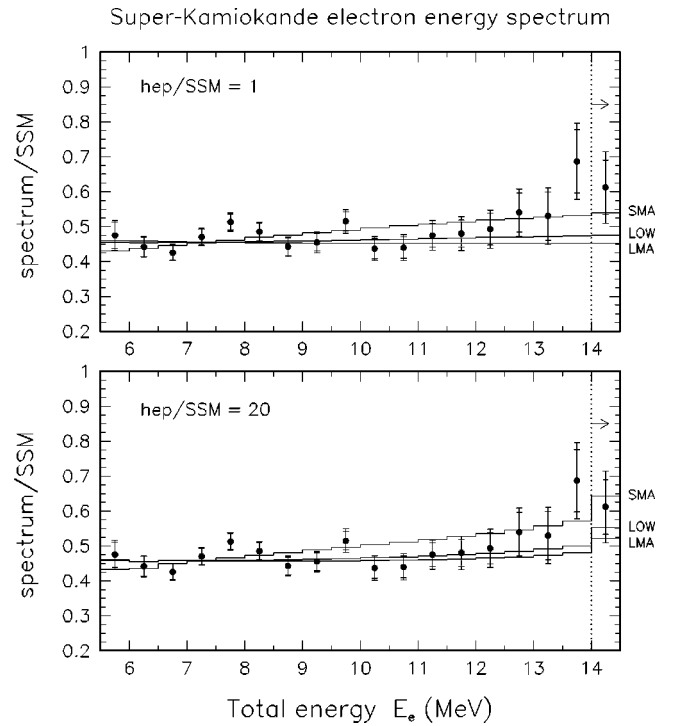 Super-Kamiokande electron energy spectrum
1
0.9
0.8
0.7
0.6
0.5
0.4
0.3
0.2
spectrum/SSM
hep/SSM = 1
SMA
LOW
LMA
6 7 8 9 10 11 12 13 14
1
0.9
0.8
0.7
0.6
0.5
0.4
0.3
0.2
spectrum/SSM
hep/SSM = 20
SMA
LOW
LMA
6 7 8 9 10 11 12 13 14
Total energy E_e (MeV)